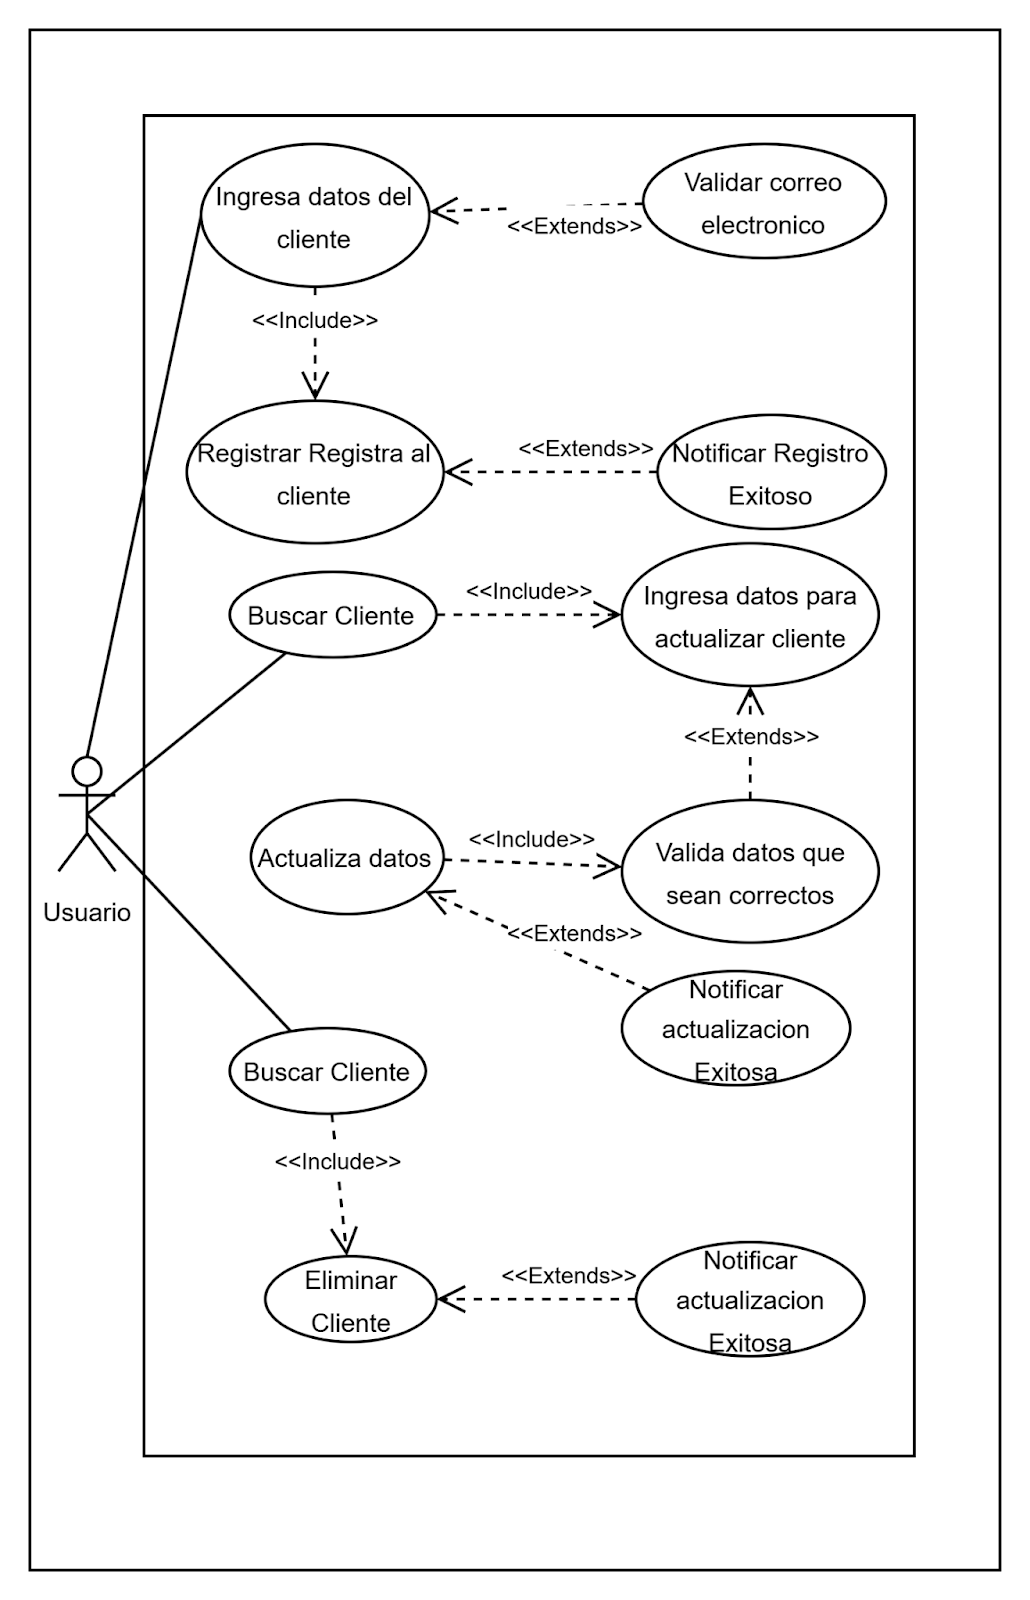 Ingresa datos del
cliente
<<Extends>>
Validar correo
electronico
<<Include>>
Registrar Registra al
cliente
<<Extends>>
Notificar Registro
Exitoso
Buscar Cliente
<<Include>>
Ingresa datos para
actualizar cliente
<<Extends>>
Actualiza datos
<<Include>>
Valida datos que
sean correctos
Usuario
<<Extends>>
Notificar
actualizacion
Exitosa
Buscar Cliente
<<Include>>
Eliminar
Cliente
<<Extends>>
Notificar
actualizacion
Exitosa